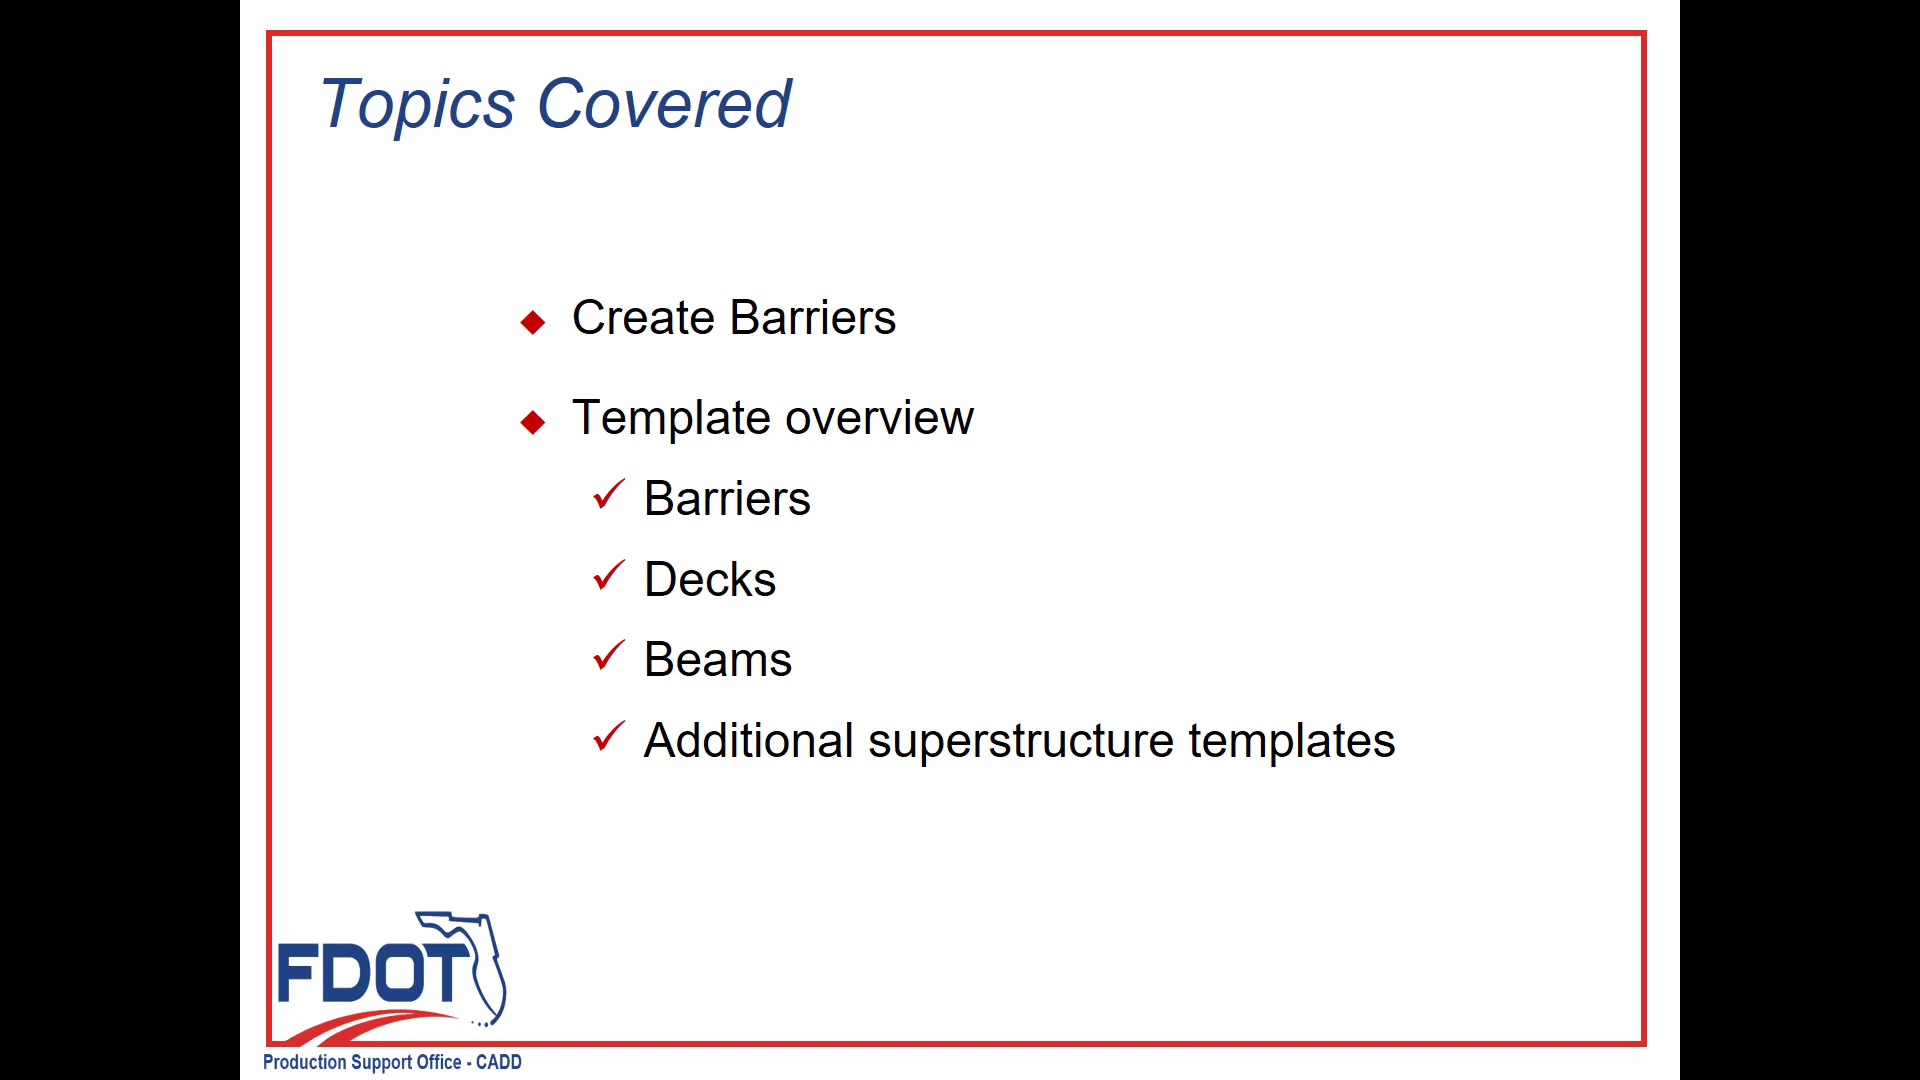 Topics Covered
Create Barriers
Template overview
Barriers
Decks
Beams
Additional superstructure templates
FDOT
Production Support Office - CADD